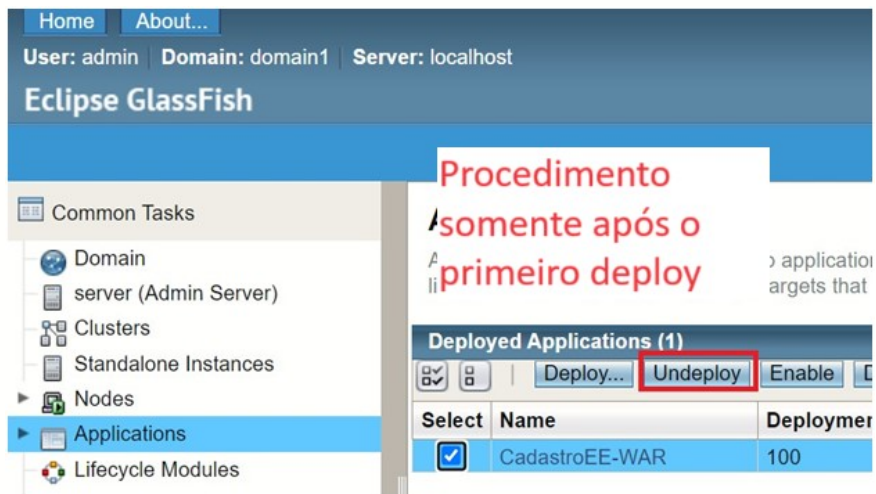 Home About...
User: admin Domain: domain1 Server: localhost
Eclipse GlassFish
Procedimento
somente após o
primeiro deploy
Common Tasks
Domain
server (Admin Server)
Clusters
Standalone Instances
Nodes
Applications
Lifecycle Modules
application
argets that
Deployed Applications (1)
Deploy... Undeploy Enable
Select Name Deploymen
CadastroEE-WAR 100